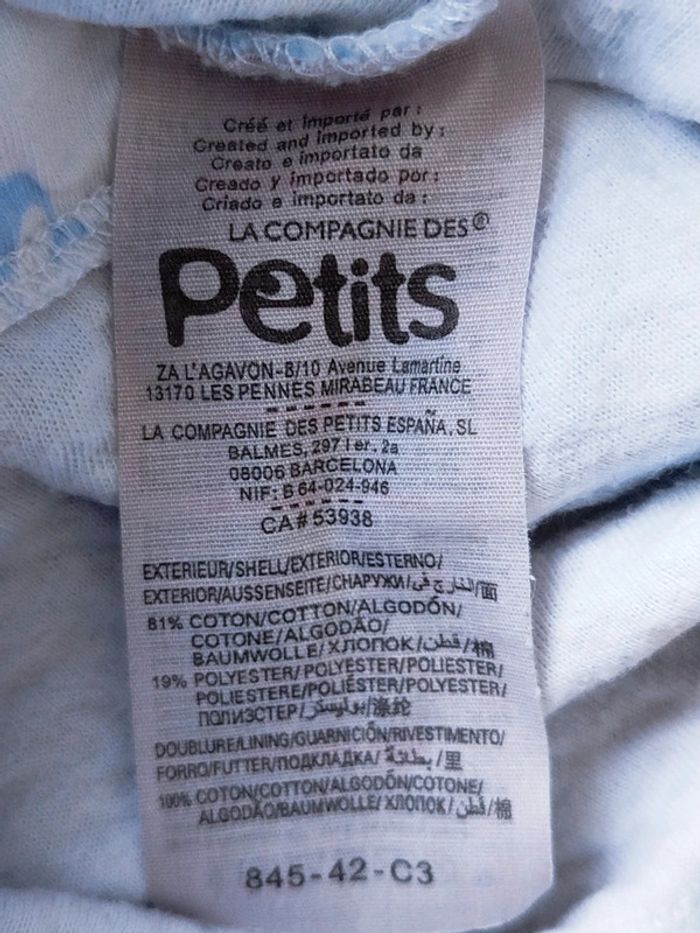 Créé et importé par :
Created and imported by :
Creato e importato da
Creado y importado por :
Criado e importato da :
LA COMPAGNIE DES®
Petits
ZA L'AGAVON-8/10 Avenue Lamartine
13170 LES PENNES MIRABEAU FRANCE
LA COMPAGNIE DES PETITS ESPAÑA, SL
BALMES, 297 1 er. 2a
08006 BARCELONA
NIF: B 64-024-946
CA# 53938
EXTERIEUR/SHELL/EXTERIOR/ESTERNO/
EXTERIOR/AUSSENSEITE/СНАРУЖИ/الخارج في/面
81% COTON/COTTON/ALGODÓN/
COTONE/ALGODÃO/
BAUMWOLLE/ХЛОПОК/قطن/棉
19% POLYESTER/POLYESTER/POLIESTER/
POLIESTERE/POLIÉSTER/POLYESTER/
ПОЛИЭСТЕР/بوليستر/涤纶
DOUBLURE/LINING/GUARNICIÓN/RIVESTIMENTO/
FORRO/FUTTER/ПОДКЛАДКА/بطانة/里
100% COTON/COTTON/ALGODÓN/COTONE/
ALGODÃO/BAUMWOLLE/ХЛОПОК/قطن/棉
845-42-C3